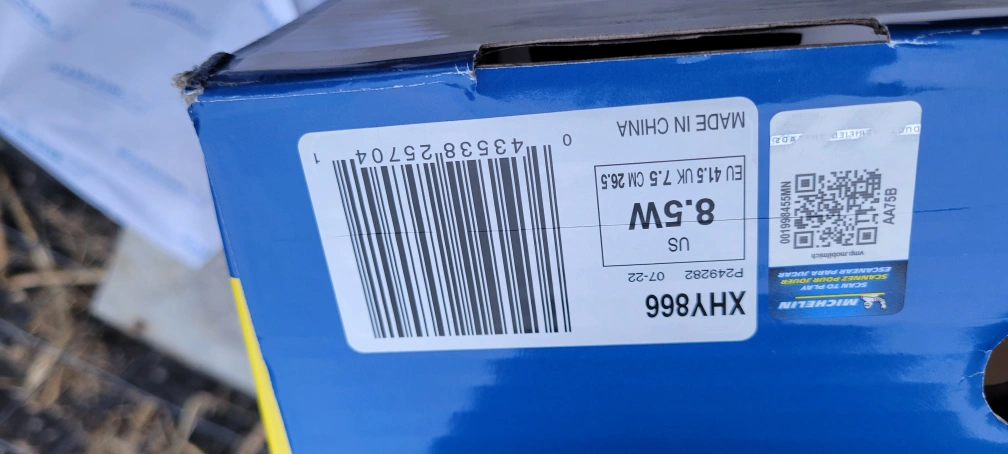 MICHELIN
SCAN TO PLAY
SCANNEZ POUR JOUER
ESCANEAR PARA JUGAR
AA75B
001998455MN
XHY866
P249282 07-22
US
8.5W
EU 41.5 UK 7.5 CM 26.5
MADE IN CHINA
0 43538 25704 1